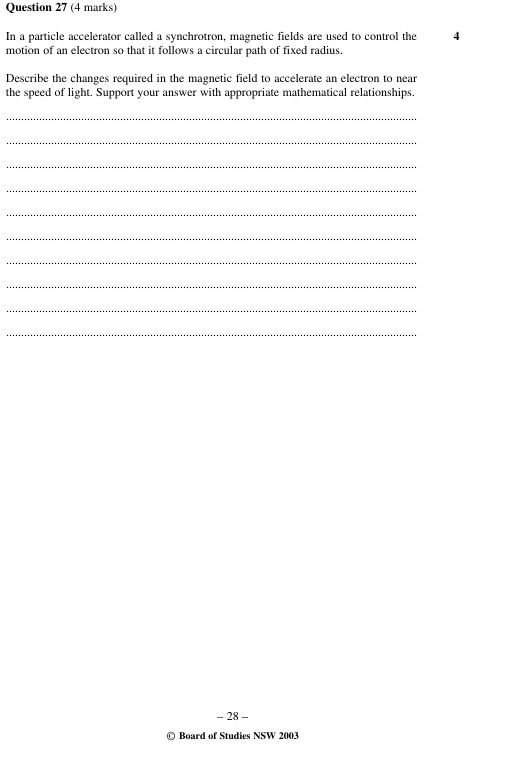 Question 27 (4 marks)
In a particle accelerator called a synchrotron, magnetic fields are used to control the 4
motion of an electron so that it follows a circular path of fixed radius.
Describe the changes required in the magnetic field to accelerate an electron to near
the speed of light. Support your answer with appropriate mathematical relationships.
– 28 –
© Board of Studies NSW 2003